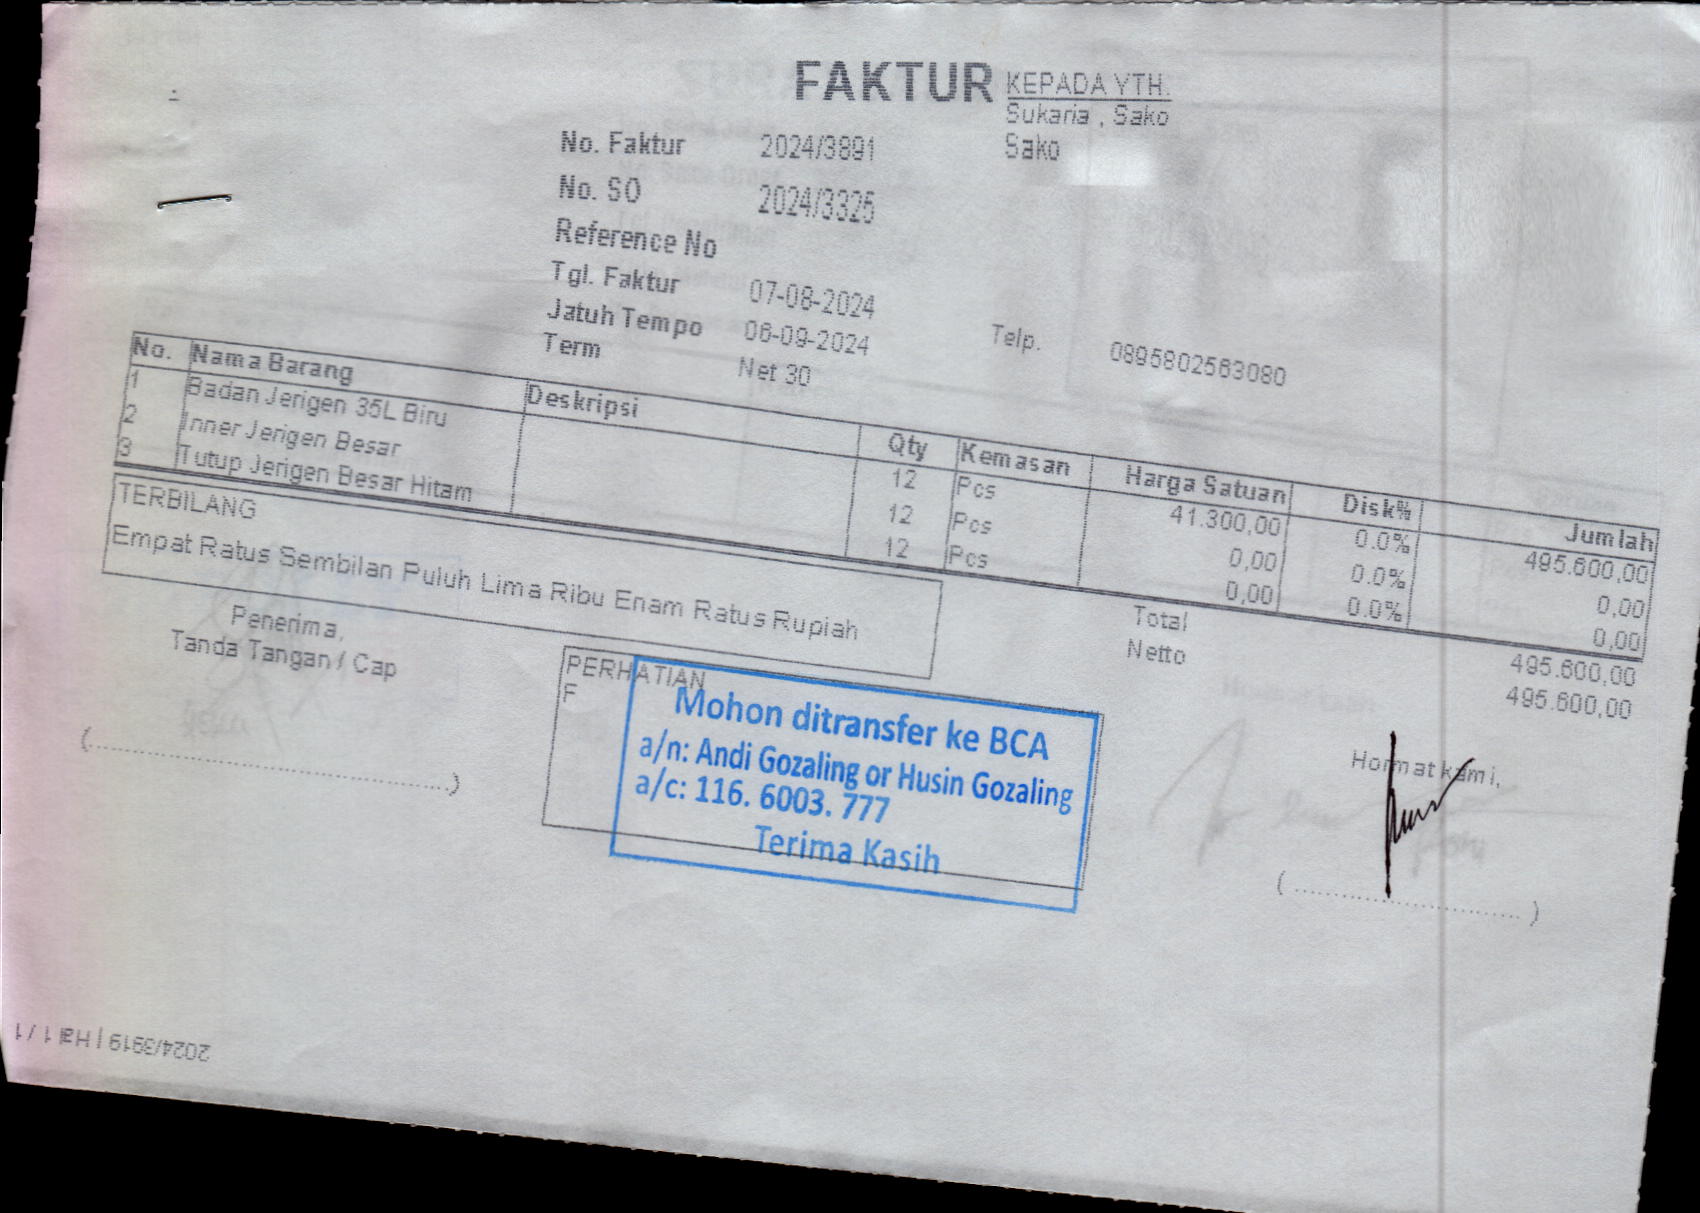 FAKTUR
KEPADA YTH.
Sukaria , Sako
Sako
No. Faktur 2024/3891
No. SO 2024/3325
Reference No
Tgl. Faktur 07-08-2024
Jatuh Tempo 06-09-2024
Term Net 30
Telp. 0895802563080
No. Nama Barang Deskripsi Qty Kemasan Harga Satuan Disk% Jumlah
1 Badan Jerigen 35L Biru 12 Pcs 41.300,00 0.0% 495.600,00
2 Inner Jerigen Besar 12 Pcs 0,00 0.0% 0,00
3 Tutup Jerigen Besar Hitam 12 Pcs 0,00 0.0% 0,00
TERBILANG
Empat Ratus Sembilan Puluh Lima Ribu Enam Ratus Rupiah
Total 495.600,00
Netto 495.600,00
Penerima,
Tanda Tangan / Cap
(..........................................................)
PERHATIAN
F
Mohon ditransfer ke BCA
a/n: Andi Gozaling or Husin Gozaling
a/c: 116. 6003. 777
Terima Kasih
Hormat kami,
( ..................................... )
2024/3919 | Hal 1 / 1